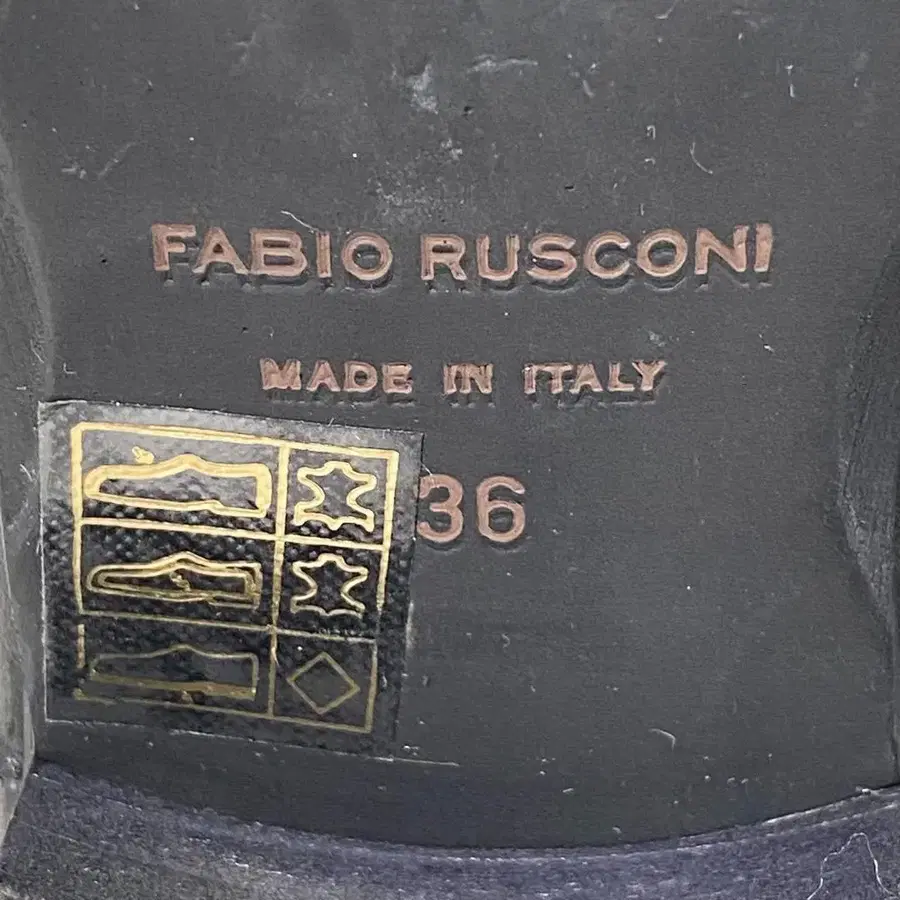 FABIO RUSCONI
MADE IN ITALY
36